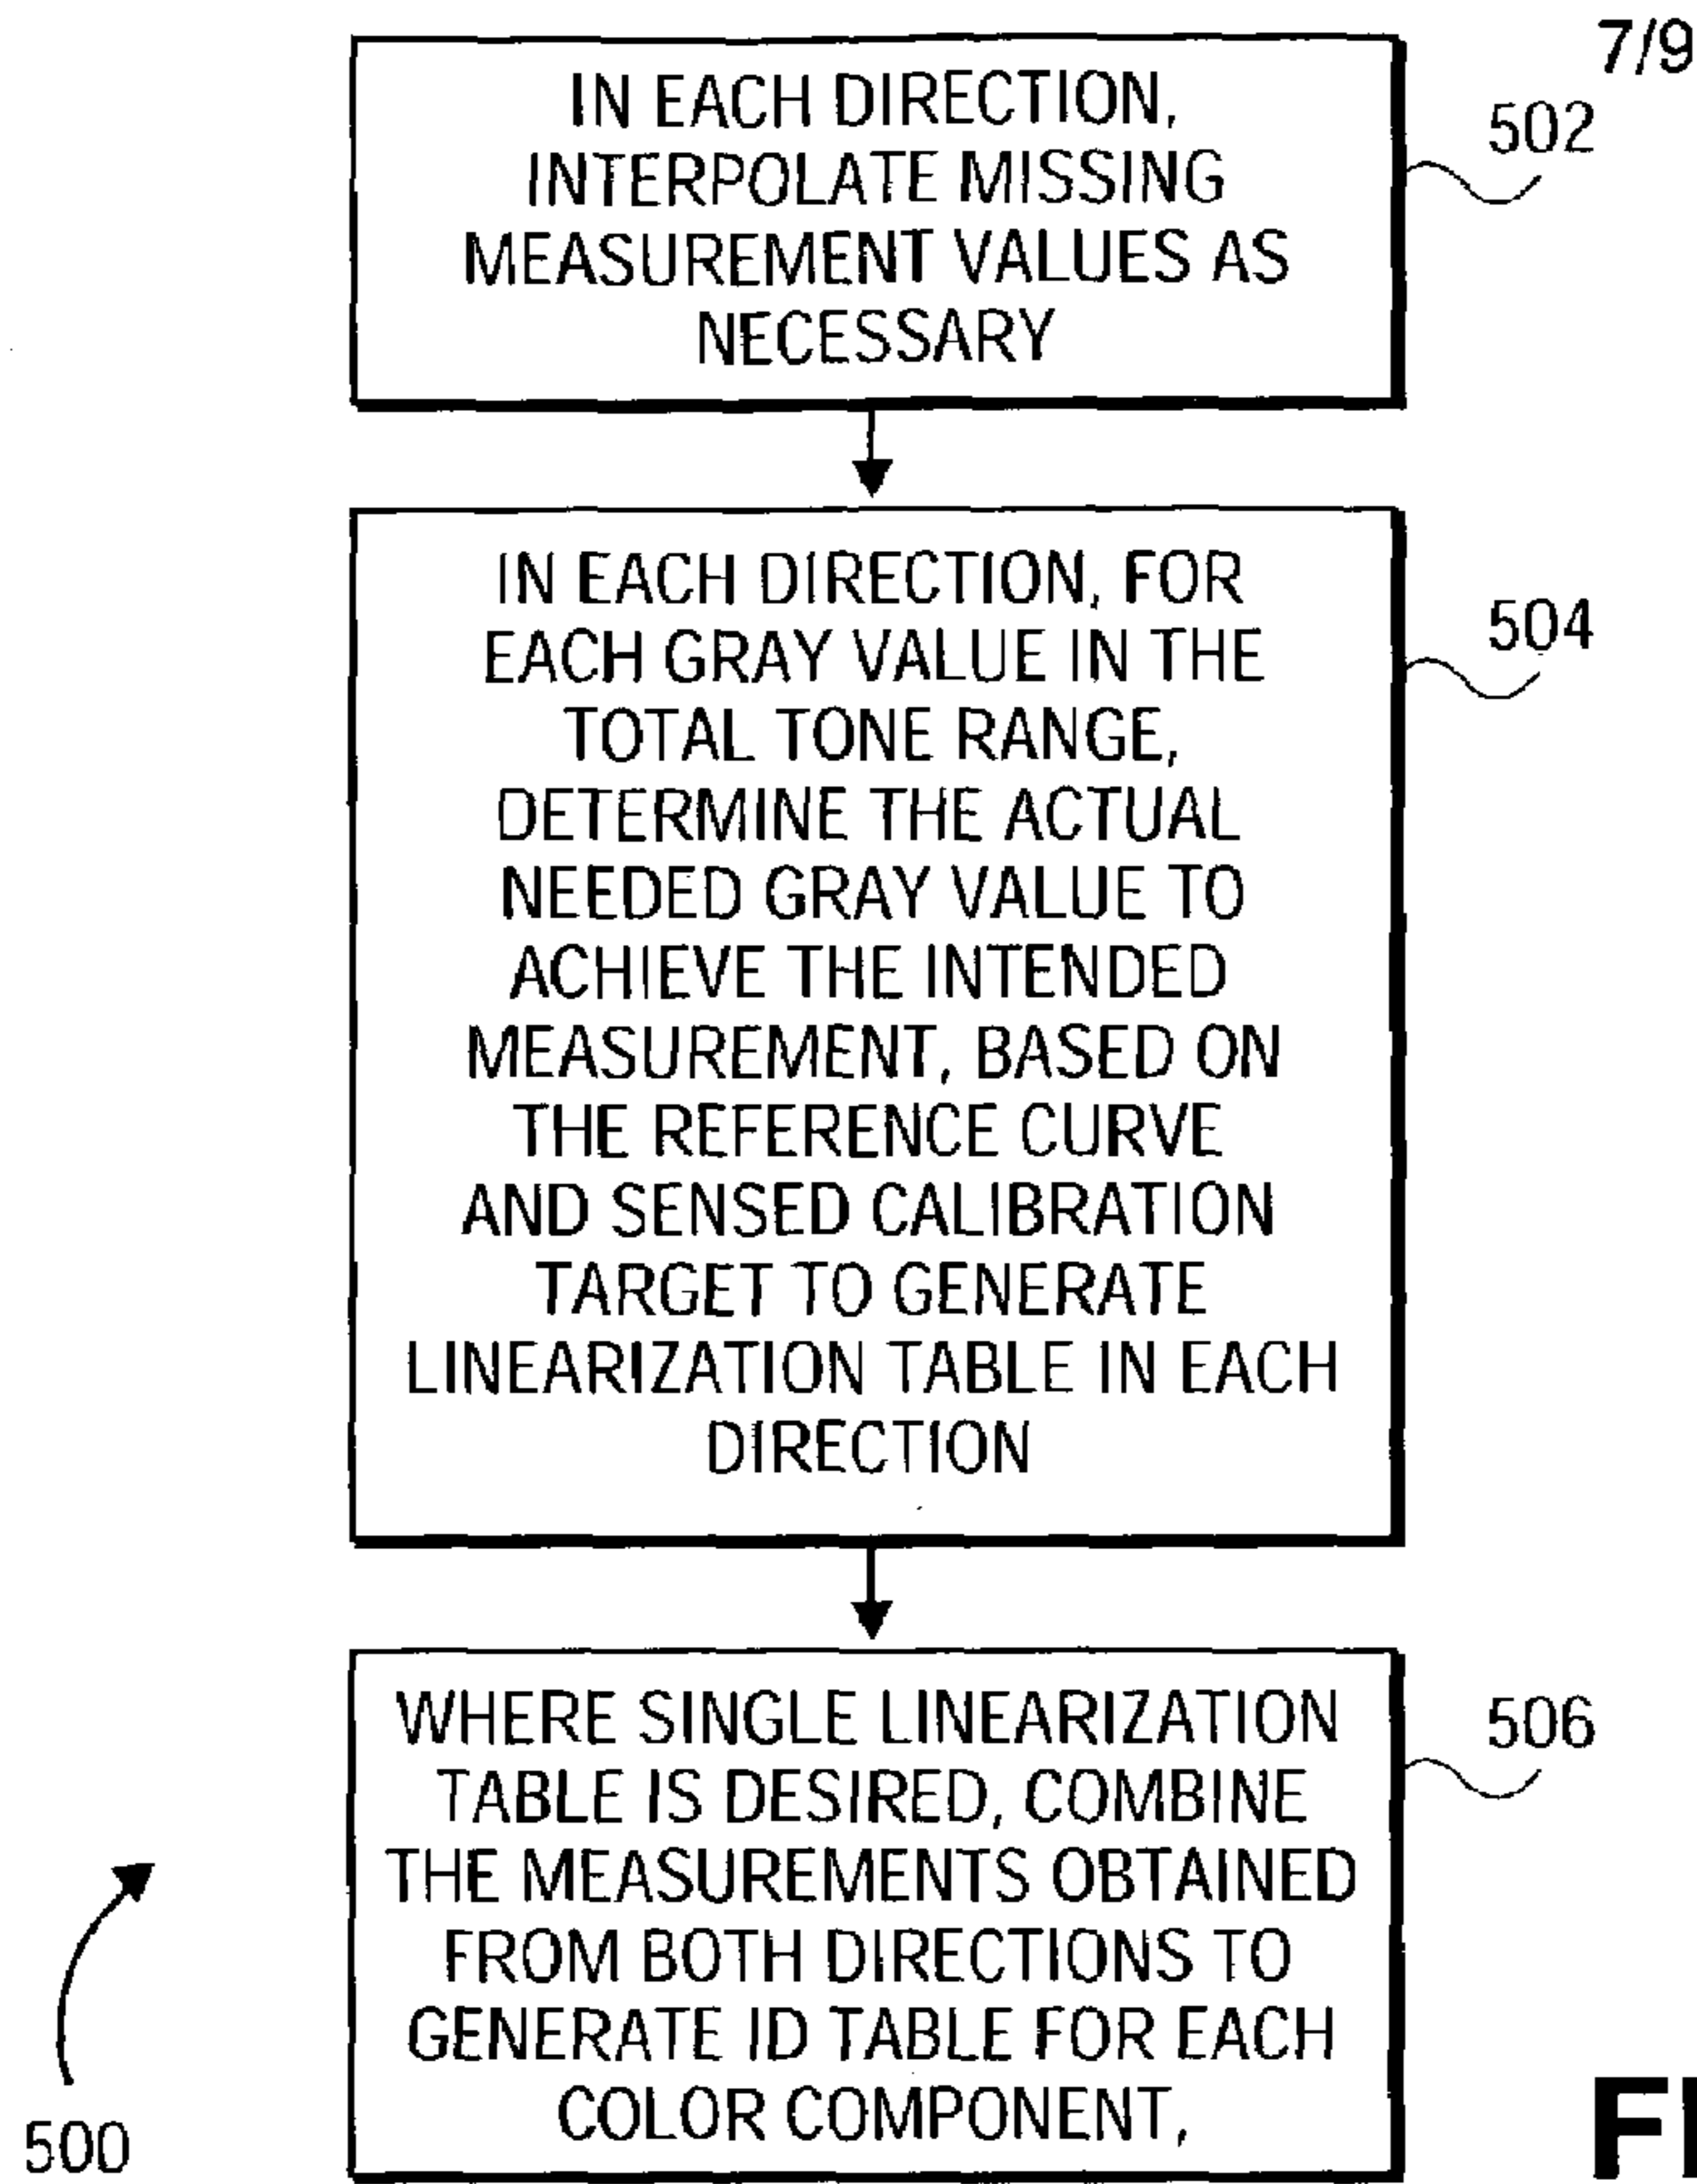 7/9
IN EACH DIRECTION,
INTERPOLATE MISSING
MEASUREMENT VALUES AS
NECESSARY
502
IN EACH DIRECTION, FOR
EACH GRAY VALUE IN THE
TOTAL TONE RANGE,
DETERMINE THE ACTUAL
NEEDED GRAY VALUE TO
ACHIEVE THE INTENDED
MEASUREMENT, BASED ON
THE REFERENCE CURVE
AND SENSED CALIBRATION
TARGET TO GENERATE
LINEARIZATION TABLE IN EACH
DIRECTION
504
WHERE SINGLE LINEARIZATION
TABLE IS DESIRED, COMBINE
THE MEASUREMENTS OBTAINED
FROM BOTH DIRECTIONS TO
GENERATE ID TABLE FOR EACH
COLOR COMPONENT,
506
500